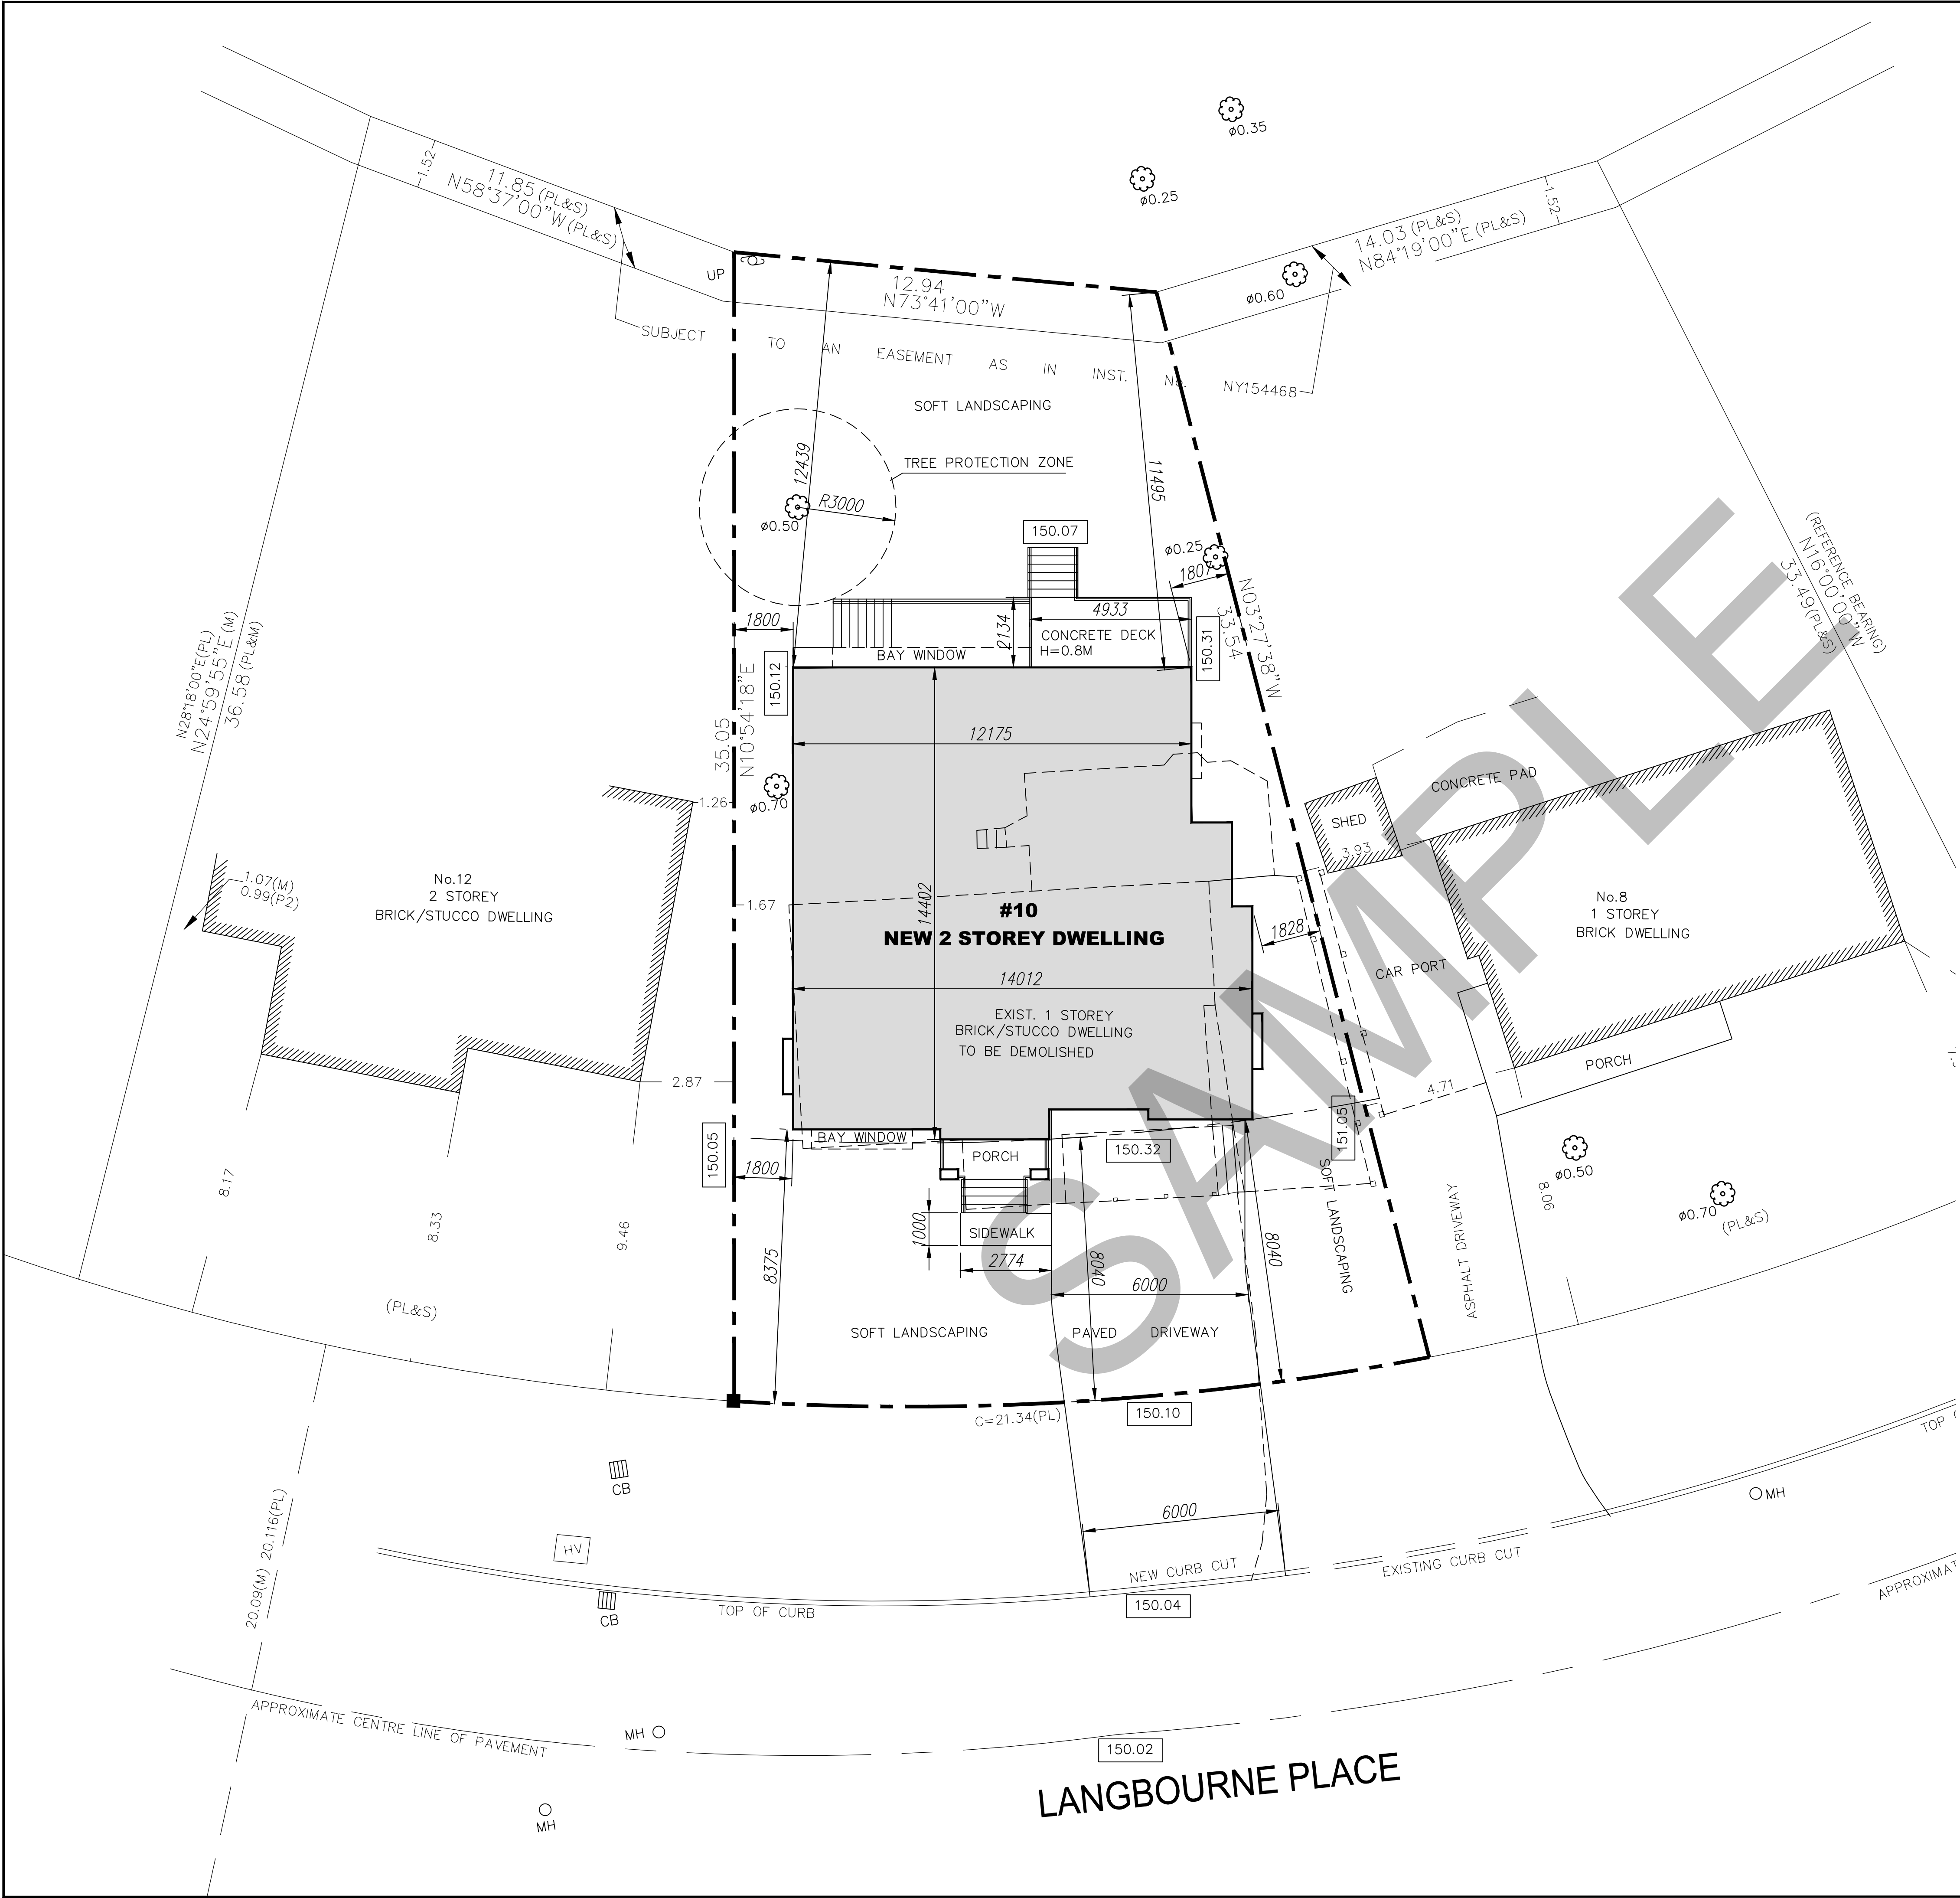 ø0.35
ø0.25
1.52
11.85 (PL&S)
N58°37'00"W (PL&S)
1.52
14.03 (PL&S)
N84°19'00"E (PL&S)
UP
12.94
N73°41'00"W
ø0.60
SUBJECT TO AN EASEMENT AS IN INST. No. NY154468
SOFT LANDSCAPING
12439
11495
TREE PROTECTION ZONE
R3000
ø0.50
150.07
ø0.25
1807
(REFERENCE BEARING)
N16°00'00"W
33.49(PL&S)
N03°27'38"W
33.54
1800
2134
4933
CONCRETE DECK
H=0.8M
150.31
BAY WINDOW
150.12
N28°18'00"E(PL)
N24°59'55"E (M)
36.58 (PL&M)
35.05
N10°54'18"E
12175
1.26
ø0.70
CONCRETE PAD
SHED
3.93
1.07(M)
0.99(P2)
No.12
2 STOREY
BRICK/STUCCO DWELLING
1.67
14402
#10
NEW 2 STOREY DWELLING
1828
No.8
1 STOREY
BRICK DWELLING
CAR PORT
14012
EXIST. 1 STOREY
BRICK/STUCCO DWELLING
TO BE DEMOLISHED
SAMPLE
PORCH
2.87
4.71
151.05
150.05
BAY WINDOW
PORCH
150.32
1800
SOFT LANDSCAPING
ø0.50
ø0.70
(PL&S)
8.06
8.17
8.33
9.46
1000
SIDEWALK
2774
8375
8040
8040
6000
ASPHALT DRIVEWAY
(PL&S)
SOFT LANDSCAPING
PAVED DRIVEWAY
C=21.34(PL)
150.10
TOP
CB
MH
20.09(M) 20.116(PL)
HV
6000
NEW CURB CUT
EXISTING CURB CUT
CB
TOP OF CURB
150.04
APPROXIMAT
APPROXIMATE CENTRE LINE OF PAVEMENT
MH
150.02
LANGBOURNE PLACE
MH